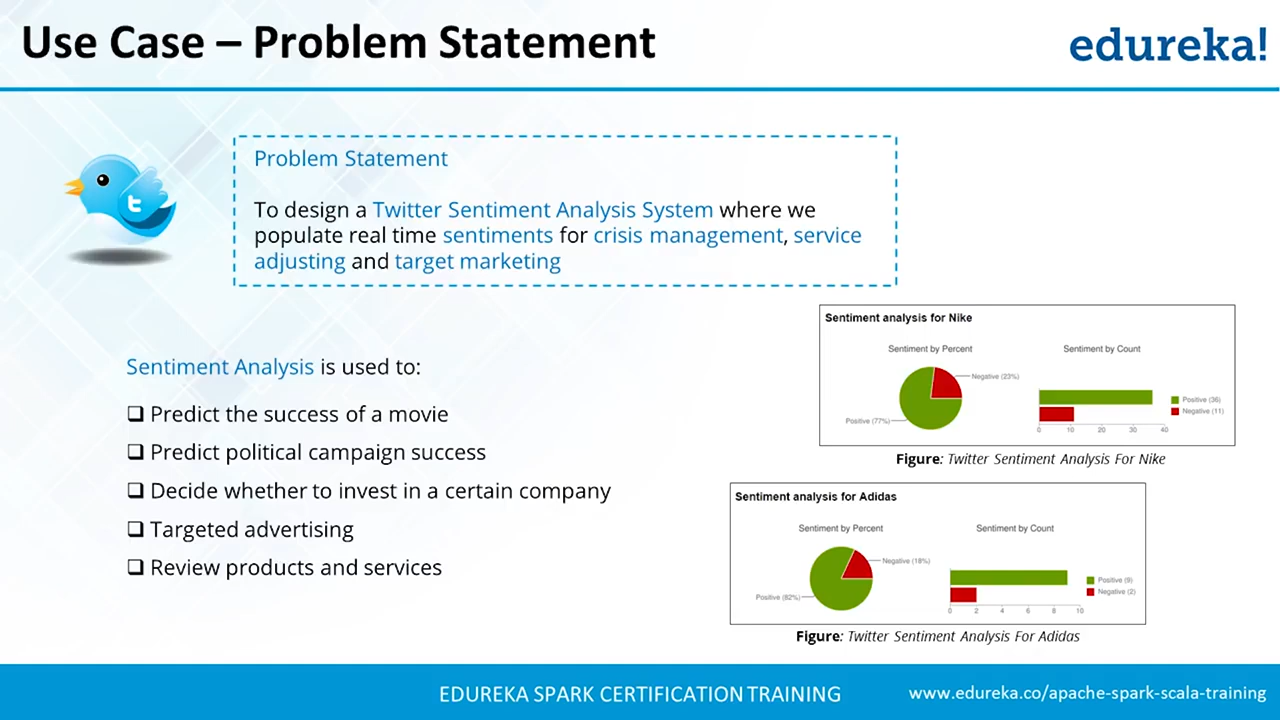 Use Case – Problem Statement
edureka!
Problem Statement
To design a Twitter Sentiment Analysis System where we
populate real time sentiments for crisis management, service
adjusting and target marketing
t
Sentiment Analysis is used to:
❑ Predict the success of a movie
❑ Predict political campaign success
❑ Decide whether to invest in a certain company
❑ Targeted advertising
❑ Review products and services
Sentiment analysis for Nike
Sentiment by Percent
Negative (23%)
Positive (77%)
Sentiment by Count
Positive (36)
Negative (11)
0 10 20 30 40
Figure: Twitter Sentiment Analysis For Nike
Sentiment analysis for Adidas
Sentiment by Percent
Negative (18%)
Positive (82%)
Sentiment by Count
Positive (9)
Negative (2)
0 2 4 6 8 10
Figure: Twitter Sentiment Analysis For Adidas
EDUREKA SPARK CERTIFICATION TRAINING
www.edureka.co/apache-spark-scala-training